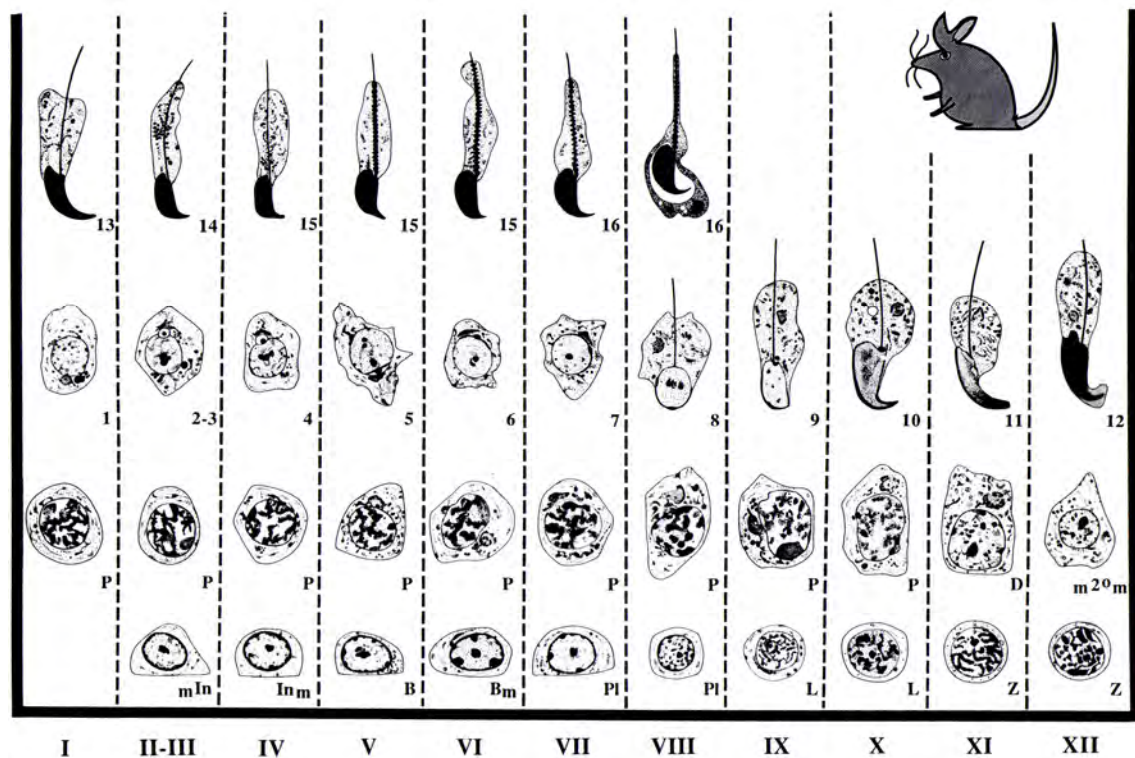 13 14 15 15 15 16 16
1 2-3 4 5 6 7 8 9 10 11 12
P P P P P P P P P D m2°m
mIn Inm B Bm Pl Pl L L Z Z
I II-III IV V VI VII VIII IX X XI XII